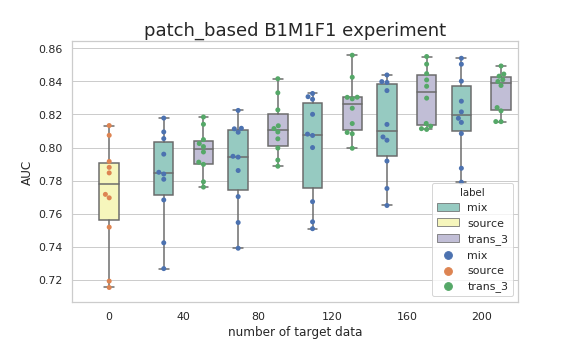 patch_based B1M1F1 experiment
0.86
0.84
0.82
0.80
0.78
0.76
0.74
0.72
AUC
0
40
80
120
160
200
number of target data
label
mix
source
trans_3
mix
source
trans_3